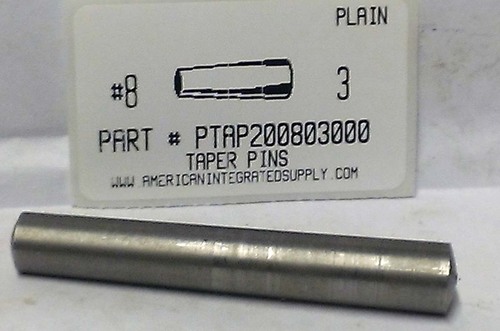 PLAIN
#8 3
PART # PTAP200803000
TAPER PINS
WWW.AMERICANINTEGRATEDSUPPLY.COM